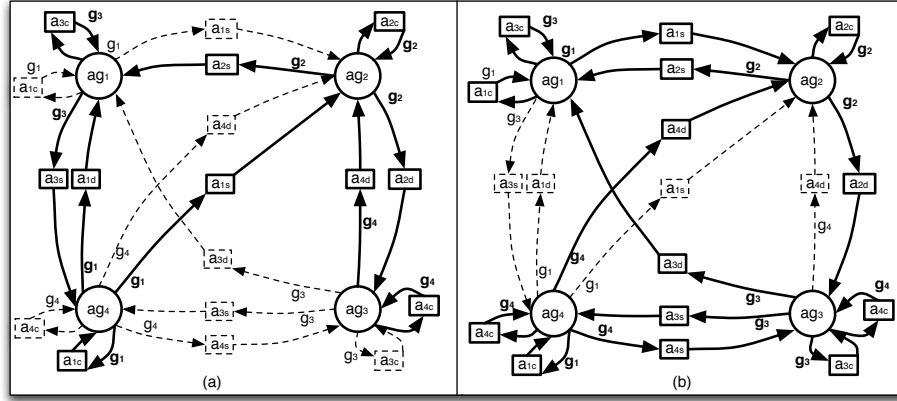 a3c g3 g1 a1s a2c g2
ag1 a2s g2 ag2
g1 a1c
g3 g2
a4d
a3s a1d a1s a4d a2d
g4 g4
g1 g1 a3d
ag4 g3 ag3 g4
g4 a3s g3 a4c
a4c g4 a4s g3
a1c g1 a3c
(a)
a3c g3 g1 a1s a2c g2
ag1 a2s g2 ag2
g1 a1c
g3 g2
a4d
a3s a1d a1s a4d a2d
g4 g4
g1 g1 a3d
ag4 g3 ag3 g4
g4 a3s g3 a4c
a4c g4 a4s g3
a1c g1 a3c
(b)